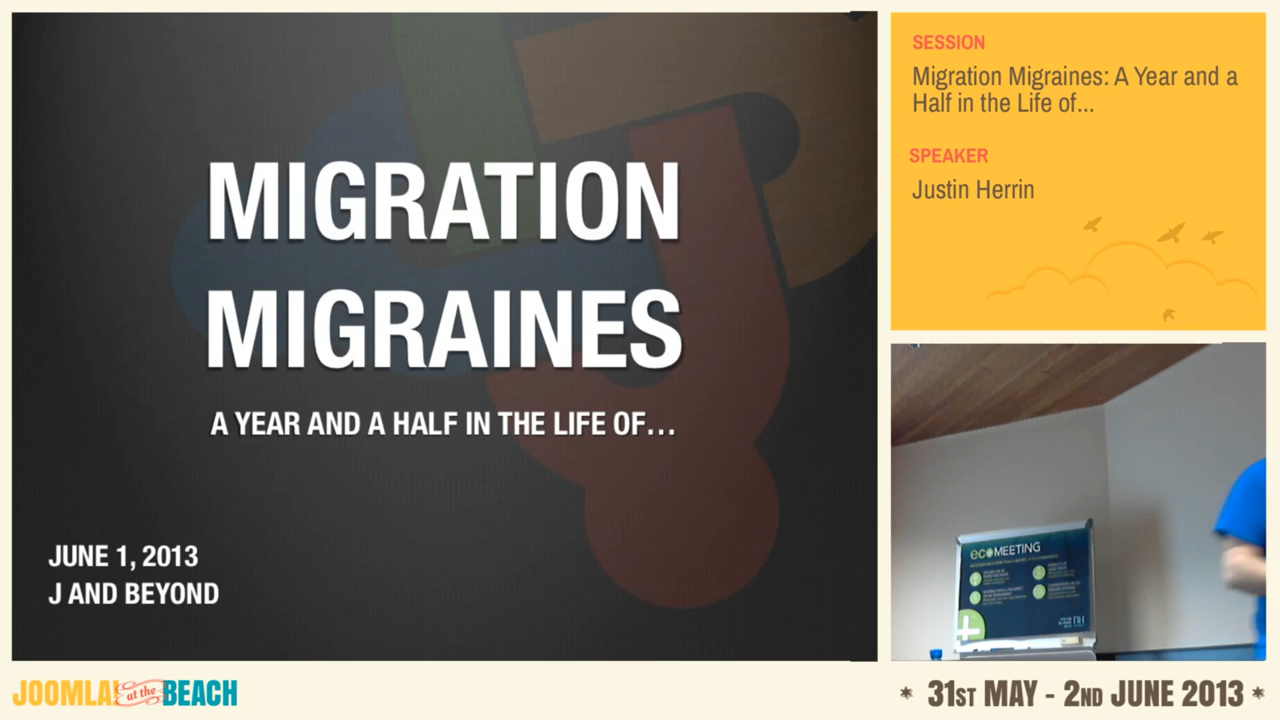 MIGRATION
MIGRAINES
A YEAR AND A HALF IN THE LIFE OF...
JUNE 1, 2013
J AND BEYOND
SESSION
Migration Migraines: A Year and a
Half in the Life of...
SPEAKER
Justin Herrin
ecoMEETING
nH
JOOMLA! at the BEACH
* 31ST MAY - 2ND JUNE 2013 *